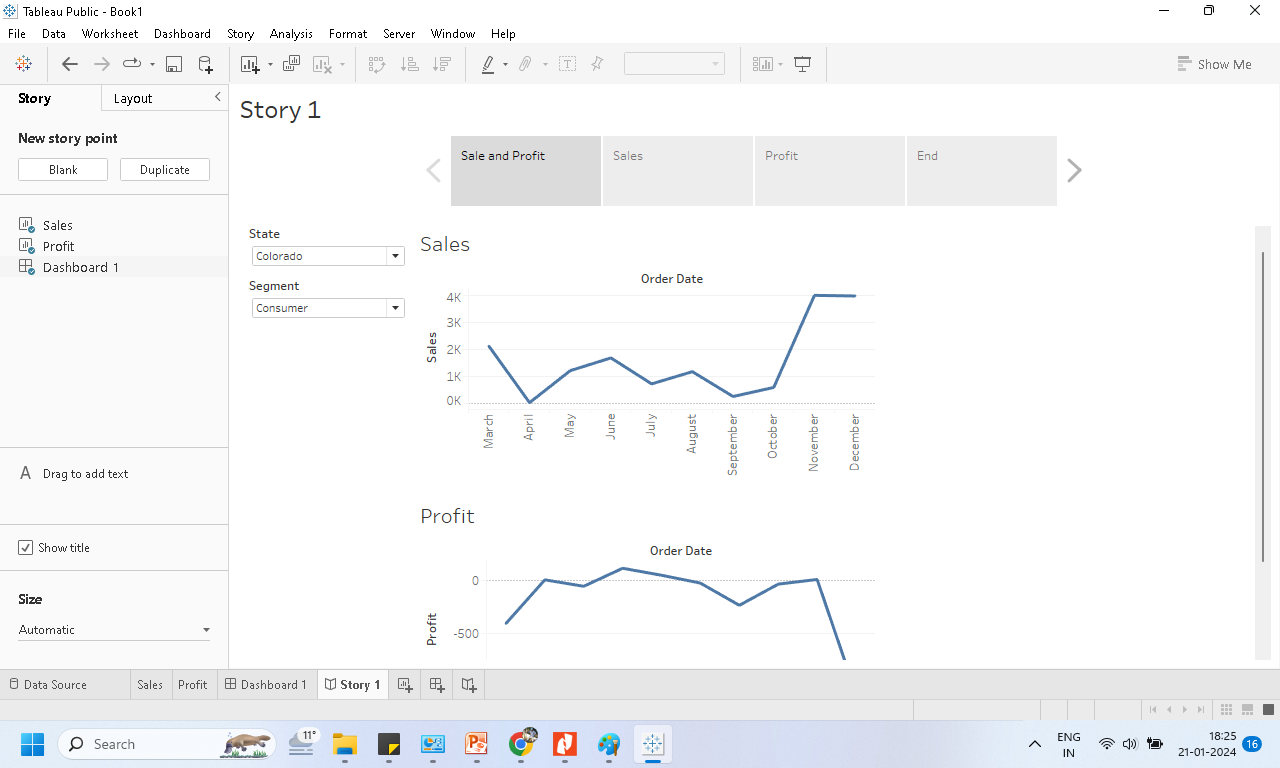 Tableau Public - Book1
File Data Worksheet Dashboard Story Analysis Format Server Window Help
Show Me
Story Layout
New story point
Blank Duplicate
Sales
Profit
Dashboard 1
A Drag to add text
Show title
Size
Automatic
Story 1
Sale and Profit Sales Profit End
State
Colorado
Segment
Consumer
Sales
Order Date
4K
3K
2K
1K
0K
Sales
March April May June July August September October November December
Profit
Order Date
0
-500
Profit
Data Source Sales Profit Dashboard 1 Story 1
Search
11°
ENG
IN
18:25
21-01-2024
16